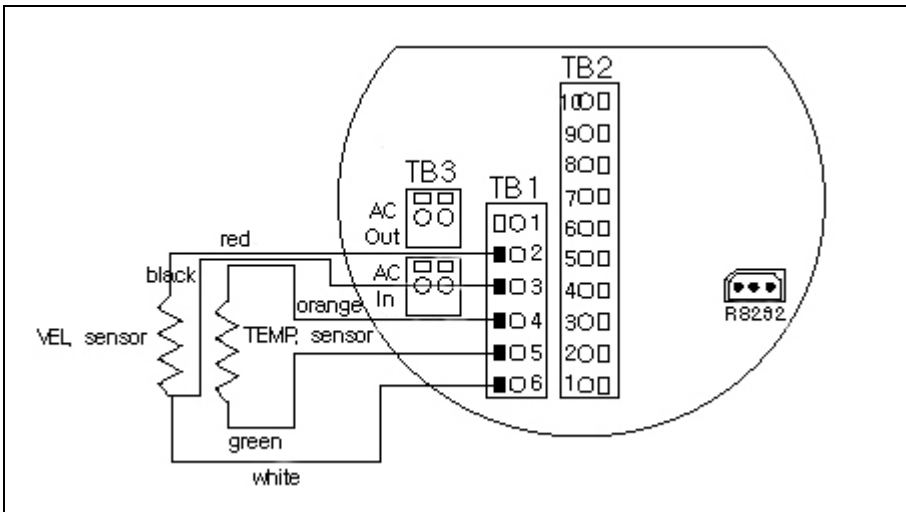 TB2
10
9
8
7
6
5
4
3
2
1
TB3
AC
Out
AC
In
TB1
1
2
3
4
5
6
red
black
orange
VEL, sensor
TEMP, sensor
green
white